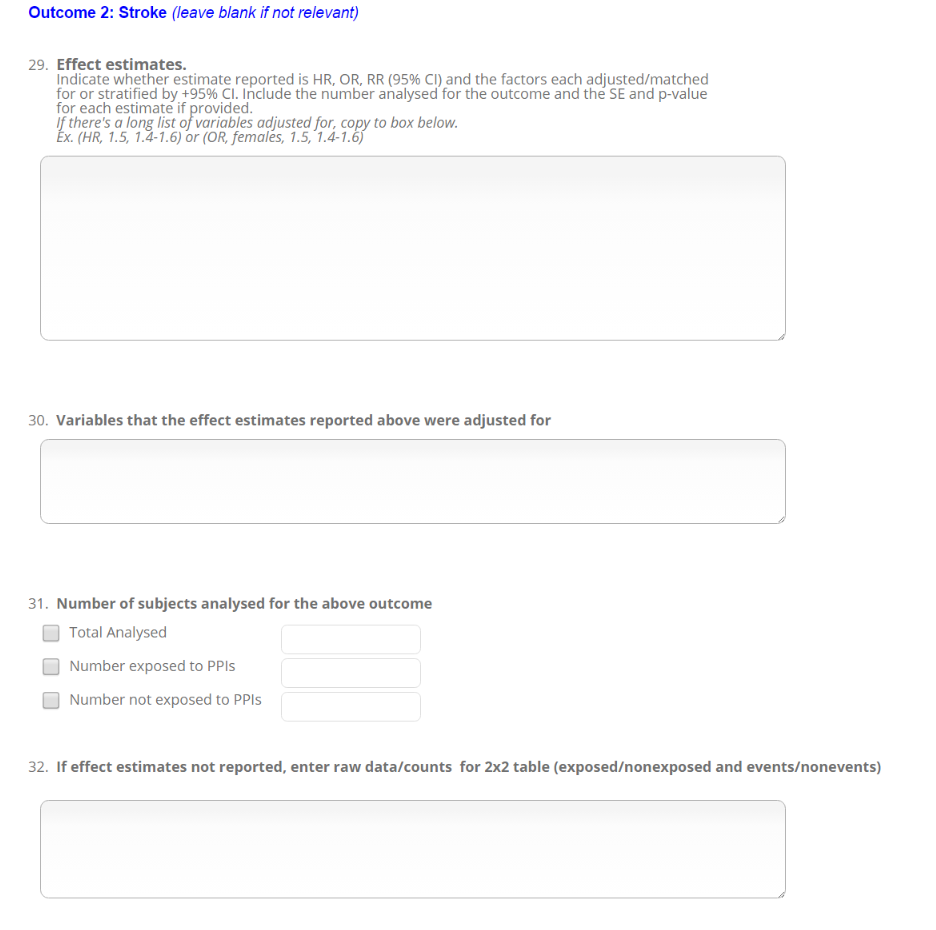 Outcome 2: Stroke (leave blank if not relevant)
29. Effect estimates.
Indicate whether estimate reported is HR, OR, RR (95% CI) and the factors each adjusted/matched
for or stratified by +95% CI. Include the number analysed for the outcome and the SE and p-value
for each estimate if provided.
If there's a long list of variables adjusted for, copy to box below.
Ex. (HR, 1.5, 1.4-1.6) or (OR, females, 1.5, 1.4-1.6)
30. Variables that the effect estimates reported above were adjusted for
31. Number of subjects analysed for the above outcome
Total Analysed
Number exposed to PPIs
Number not exposed to PPIs
32. If effect estimates not reported, enter raw data/counts for 2x2 table (exposed/nonexposed and events/nonevents)